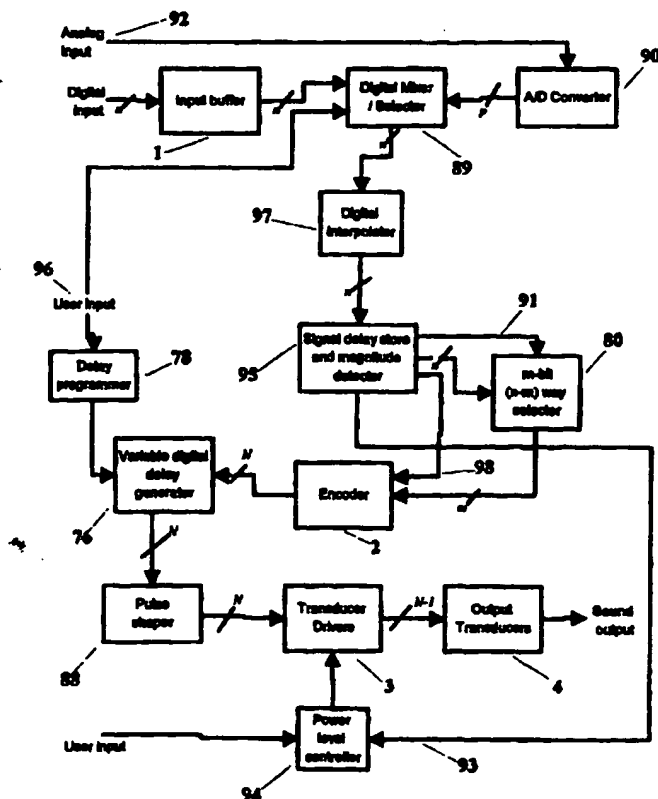 92
Analog
Input
90
Digital
Input
n
Input buffer
n
Digital Mixer
/ Selector
P
A/D Converter
1
n
89
97
Digital
Interpolator
96
User Input
n
91
78
Delay
programmer
95
Signal delay store
and magnitude
detector
n
80
m-bit
(n-m) way
selector
Variable digital
delay
generator
N
Encoder
98
m
76
2
N
Pulse
shaper
N
Transducer
Drivers
N-1
Output
Transducers
Sound
output
88
3
4
User Input
Power
level
controller
93
94